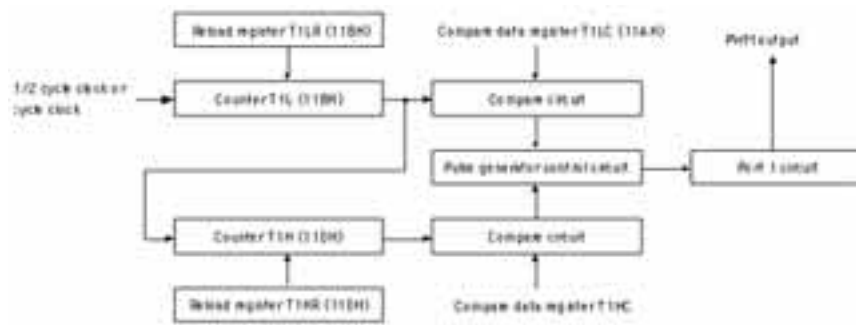 Reload register T1LR (11BH)
Compare data register T1LC (11AH)
PWM output
1/2 cycle clock or
cycle clock
Counter T1L (11BH)
Compare circuit
Pulse generator control circuit
Port 1 circuit
Counter T1H (11DH)
Compare circuit
Reload register T1HR (11DH)
Compare data register T1HC